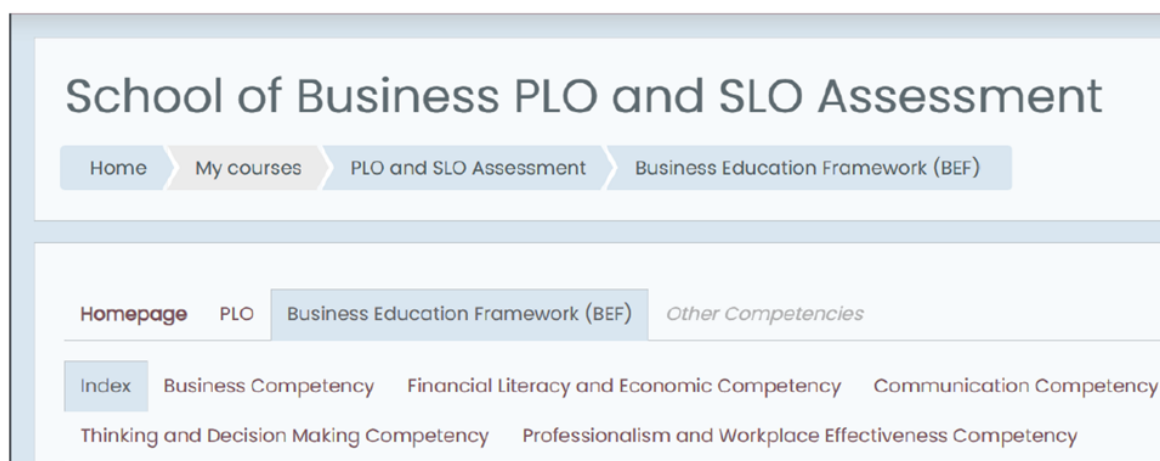 School of Business PLO and SLO Assessment
Home My courses PLO and SLO Assessment Business Education Framework (BEF)
Homepage PLO Business Education Framework (BEF) Other Competencies
Index Business Competency Financial Literacy and Economic Competency Communication Competency
Thinking and Decision Making Competency Professionalism and Workplace Effectiveness Competency